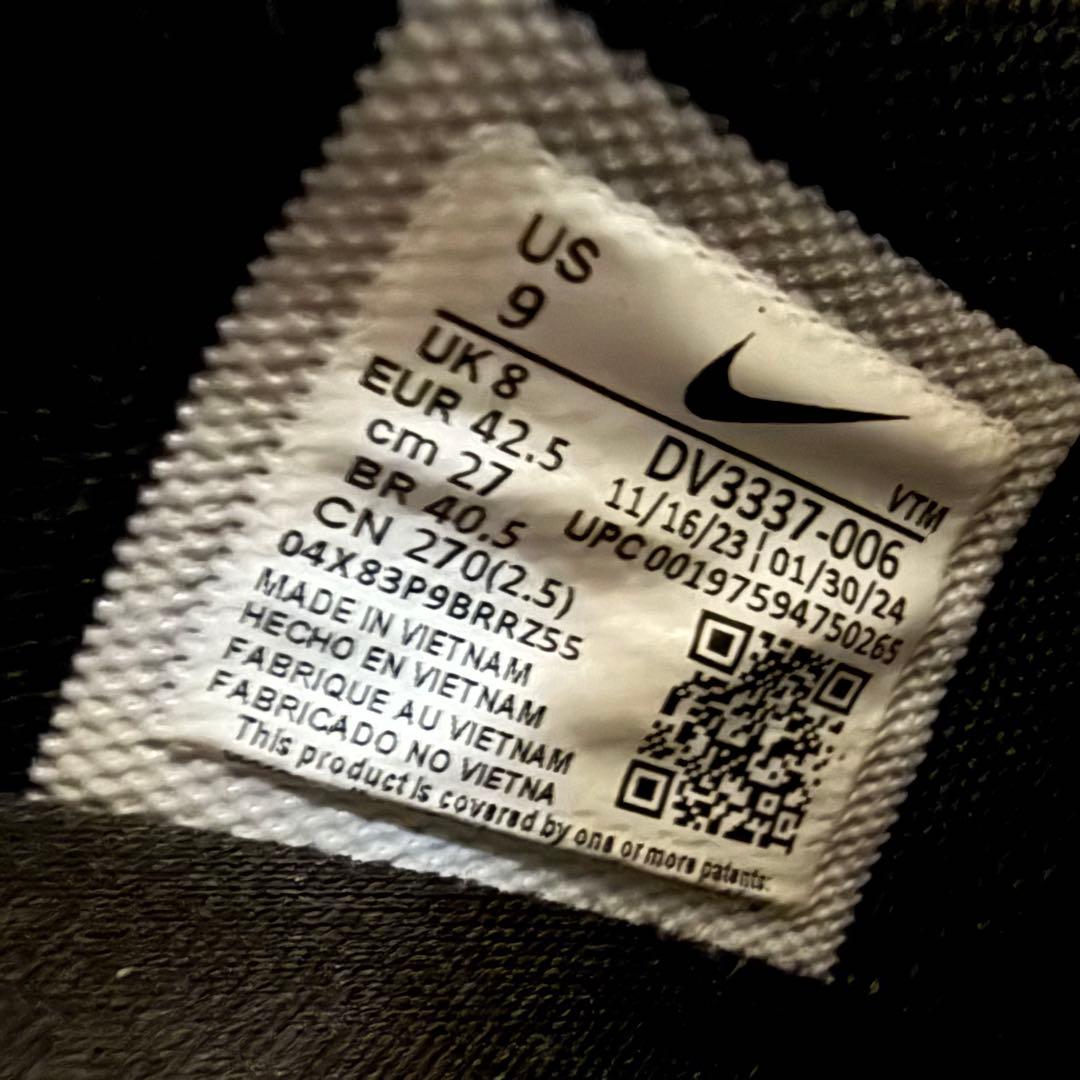 US
9
UK 8
EUR 42.5
cm 27
BR 40.5
CN 270(2.5)
04X83P9BRRZ55
MADE IN VIETNAM
HECHO EN VIETNAM
FABRIQUE AU VIETNAM
FABRICADO NO VIETNA
This product is covered by one or more patents:
VTM
DV3337-006
11/16/23 ¦ 01/30/24
UPC 00197594750265